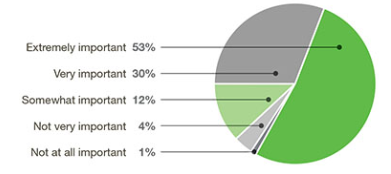 Extremely important 53%
Very important 30%
Somewhat important 12%
Not very important 4%
Not at all important 1%